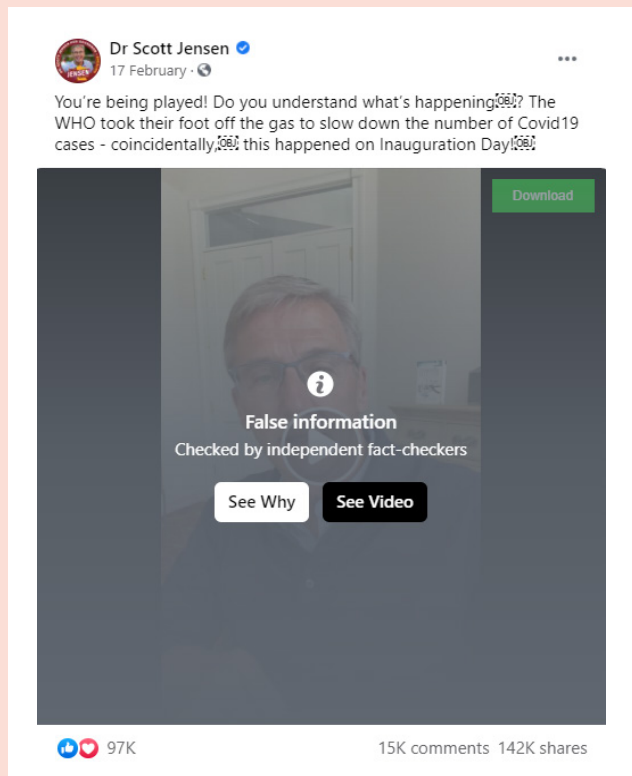 Dr Scott Jensen
17 February ·
You're being played! Do you understand what's happening￼? The
WHO took their foot off the gas to slow down the number of Covid19
cases - coincidentally,￼ this happened on Inauguration Day!￼
Download
False information
Checked by independent fact-checkers
See Why
See Video
97K
15K comments 142K shares
JENSEN